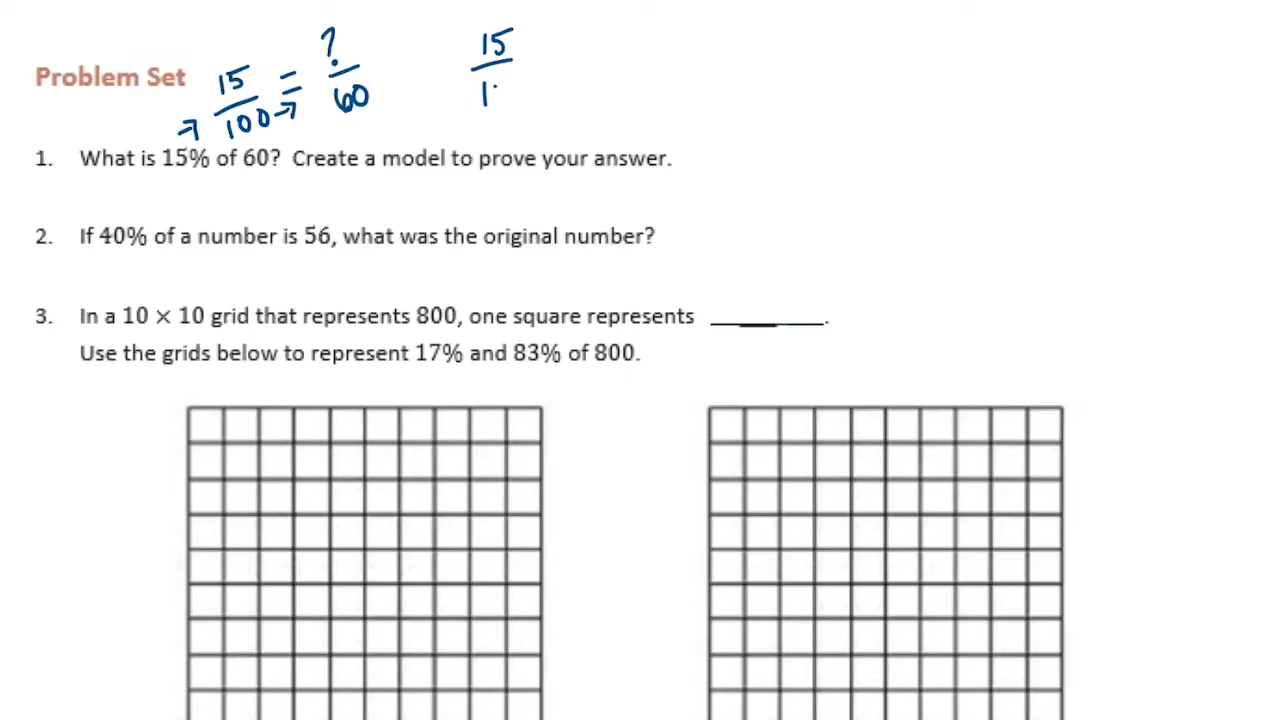 Problem Set
15/100 = ?/60
15/1
1. What is 15% of 60? Create a model to prove your answer.
2. If 40% of a number is 56, what was the original number?
3. In a 10 × 10 grid that represents 800, one square represents ________.
Use the grids below to represent 17% and 83% of 800.